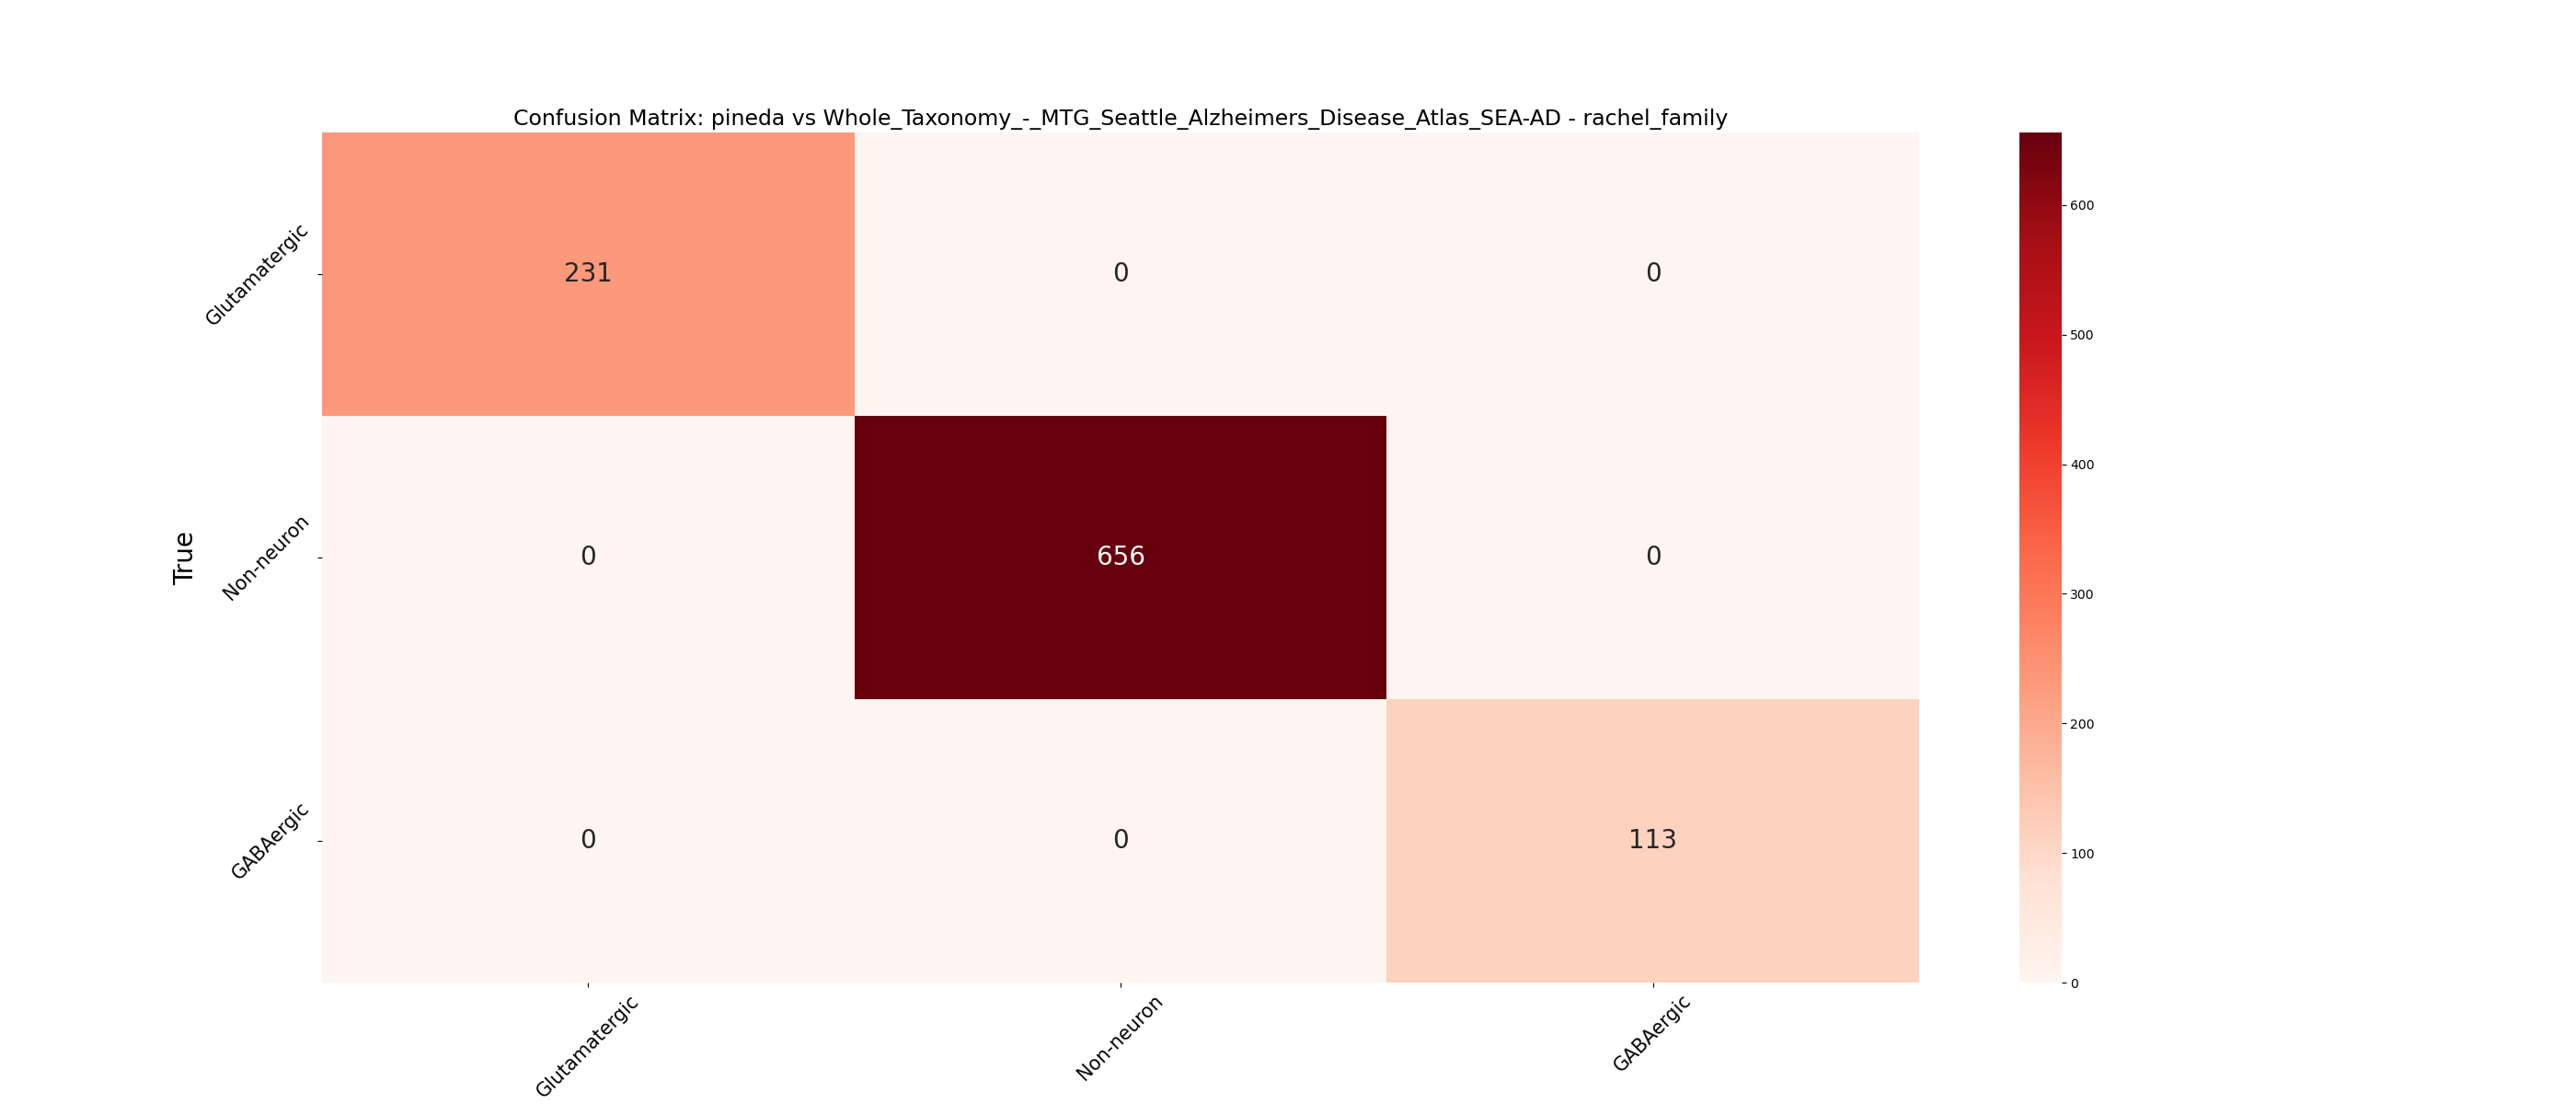 Confusion Matrix: pineda vs Whole_Taxonomy_-_MTG_Seattle_Alzheimers_Disease_Atlas_SEA-AD - rachel_family
True
Glutamatergic
231
0
0
Non-neuron
0
656
0
GABAergic
0
0
113
Glutamatergic
Non-neuron
GABAergic
600
500
400
300
200
100
0